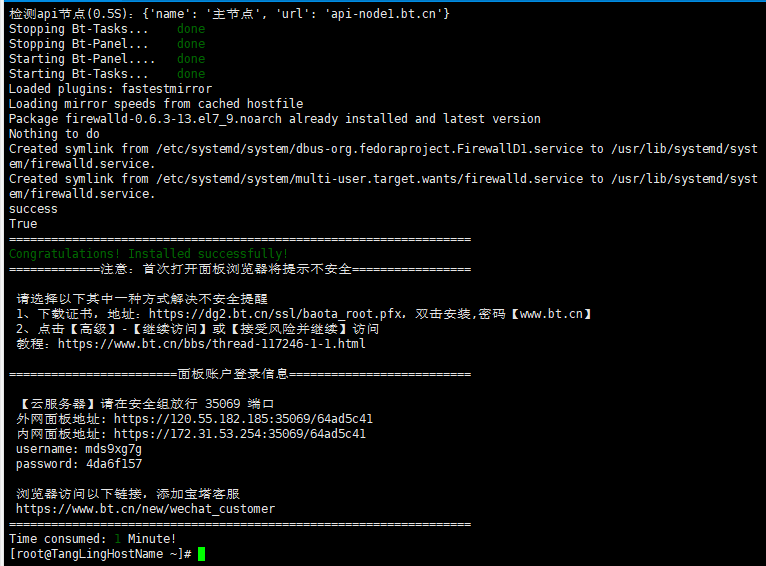 检测api节点(0.5S)：{'name': '主节点', 'url': 'api-node1.bt.cn'}
Stopping Bt-Tasks... done
Stopping Bt-Panel... done
Starting Bt-Panel.... done
Starting Bt-Tasks... done
Loaded plugins: fastestmirror
Loading mirror speeds from cached hostfile
Package firewalld-0.6.3-13.el7_9.noarch already installed and latest version
Nothing to do
Created symlink from /etc/systemd/system/dbus-org.fedoraproject.FirewallD1.service to /usr/lib/systemd/syst
em/firewalld.service.
Created symlink from /etc/systemd/system/multi-user.target.wants/firewalld.service to /usr/lib/systemd/syst
em/firewalld.service.
success
True
==================================================================
Congratulations! Installed successfully!
=============注意：首次打开面板浏览器将提示不安全=================
请选择以下其中一种方式解决不安全提醒
1、下载证书，地址：https://dg2.bt.cn/ssl/baota_root.pfx，双击安装,密码【www.bt.cn】
2、点击【高级】-【继续访问】或【接受风险并继续】访问
教程：https://www.bt.cn/bbs/thread-117246-1-1.html
========================面板账户登录信息==========================
【云服务器】请在安全组放行 35069 端口
外网面板地址: https://120.55.182.185:35069/64ad5c41
内网面板地址: https://172.31.53.254:35069/64ad5c41
username: mds9xg7g
password: 4da6f157
浏览器访问以下链接，添加宝塔客服
https://www.bt.cn/new/wechat_customer
==================================================================
Time consumed: 1 Minute!
[root@TangLingHostName ~]#